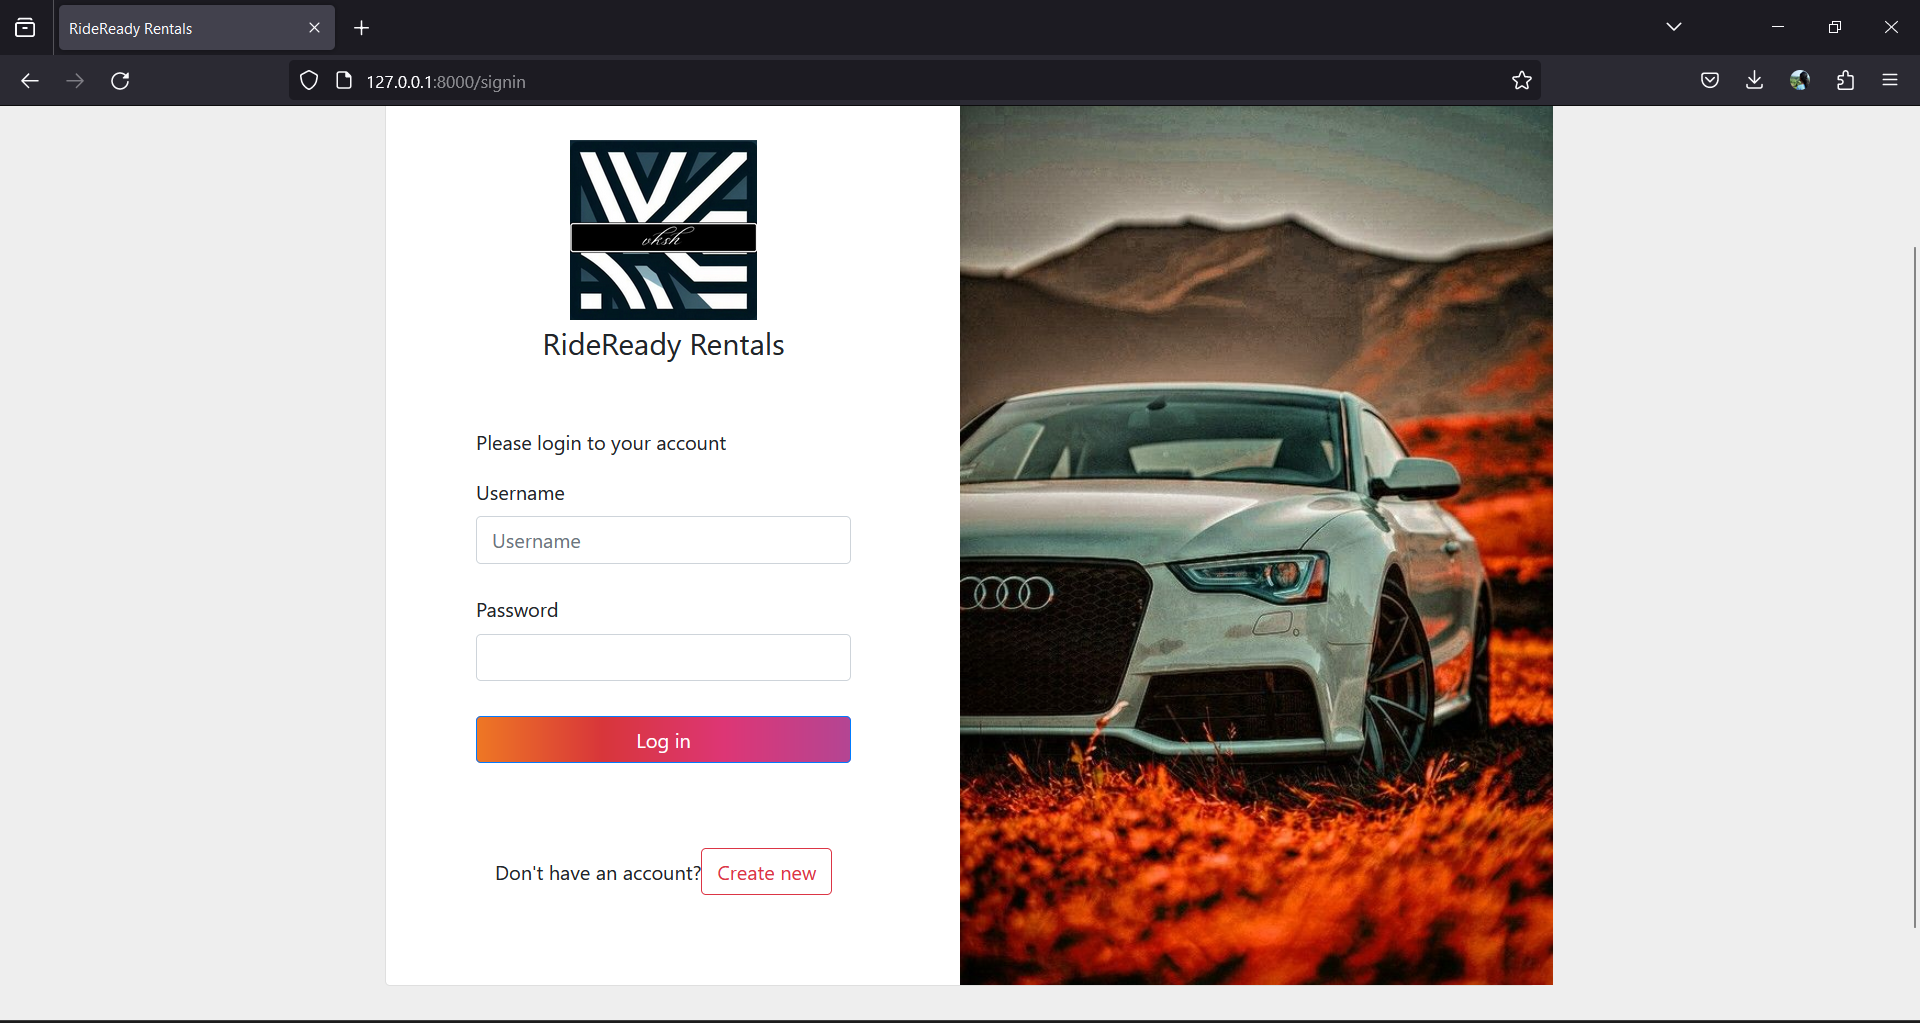 RideReady Rentals
127.0.0.1:8000/signin
vksh
RideReady Rentals
Please login to your account
Username
Username
Password
Log in
Don't have an account? Create new